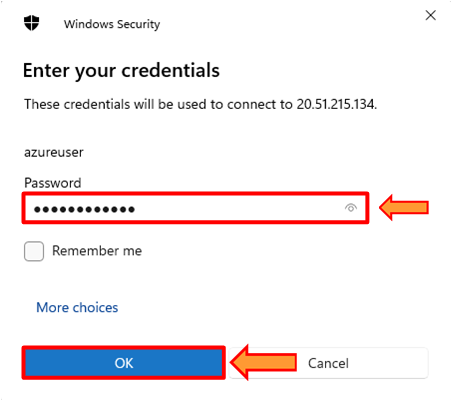 Windows Security
Enter your credentials
These credentials will be used to connect to 20.51.215.134.
azureuser
Password
••••••••••••
Remember me
More choices
OK
Cancel